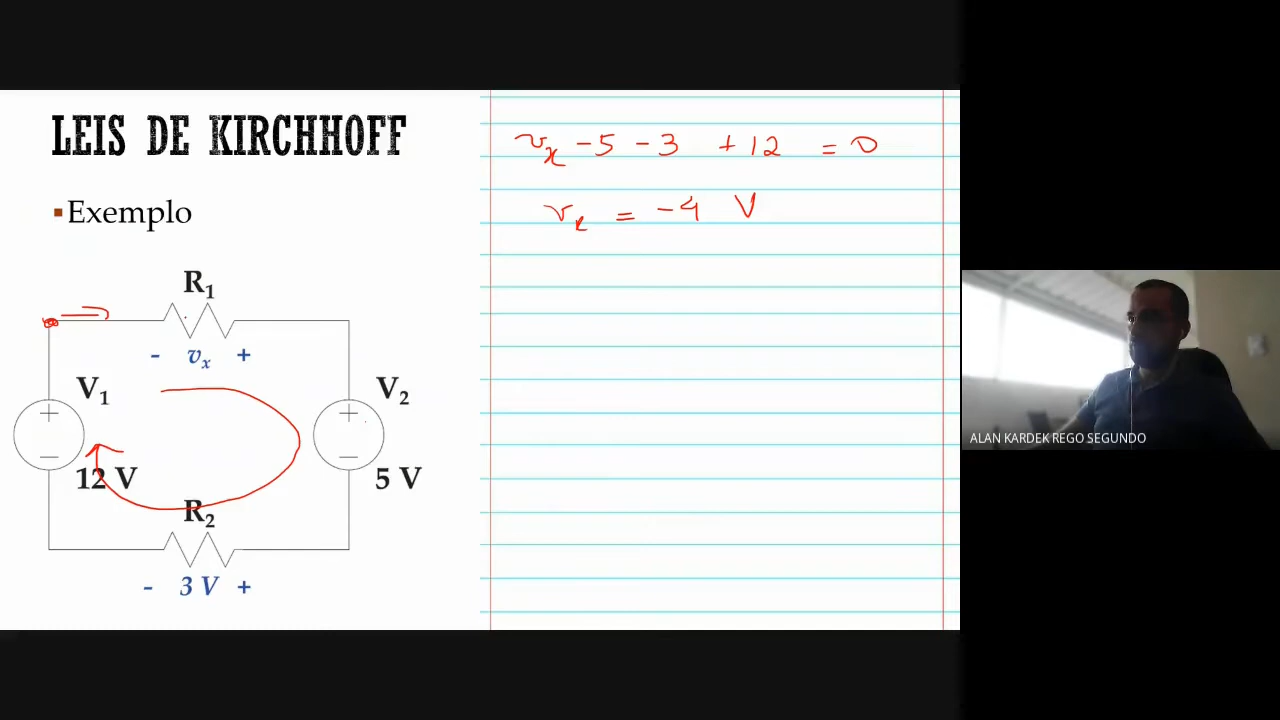 LEIS DE KIRCHHOFF
▪Exemplo
R₁
- vₓ +
V₁
+
-
12 V
V₂
+
-
5 V
R₂
- 3 V +
vₓ - 5 - 3 + 12 = 0
vₓ = -4 V
ALAN KARDEK REGO SEGUNDO